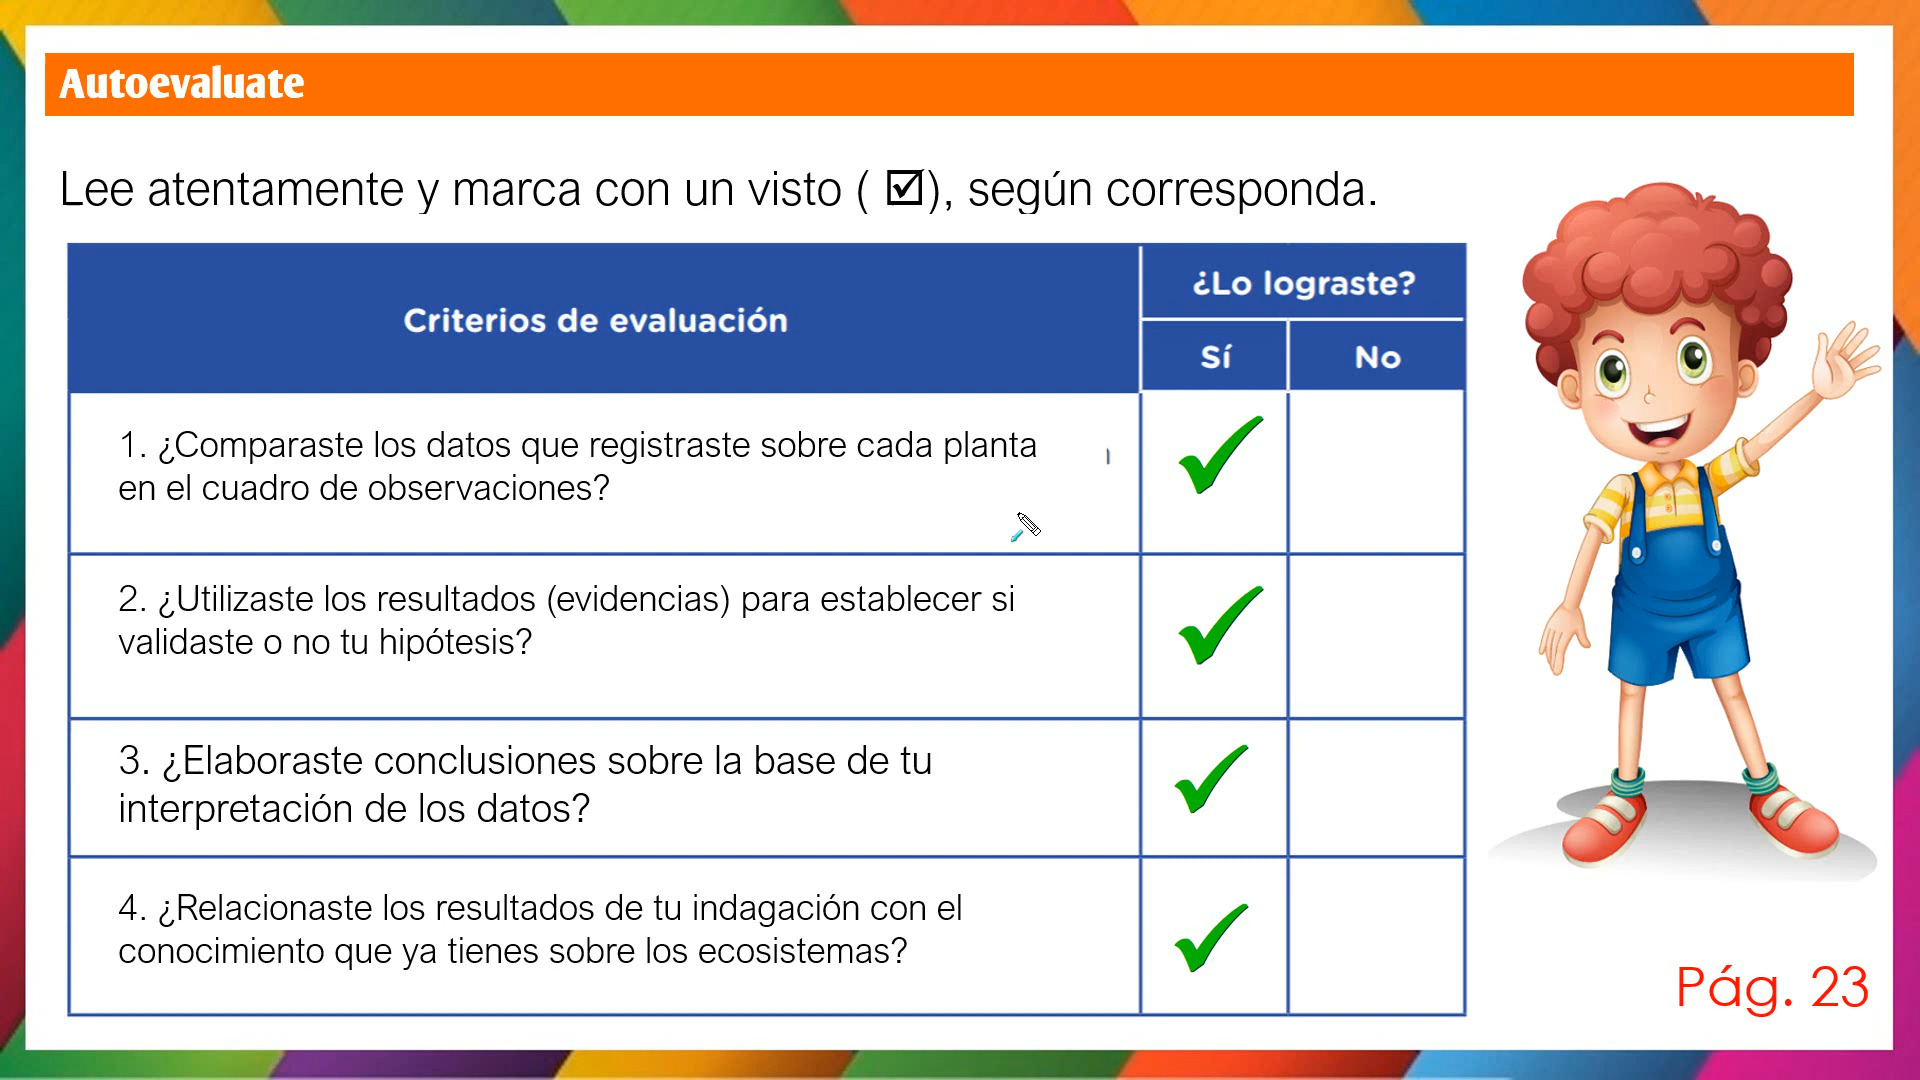 Autoevaluate
Lee atentamente y marca con un visto ( ☑), según corresponda.
Criterios de evaluación
¿Lo lograste?
Sí
No
1. ¿Comparaste los datos que registraste sobre cada planta
en el cuadro de observaciones?
2. ¿Utilizaste los resultados (evidencias) para establecer si
validaste o no tu hipótesis?
3. ¿Elaboraste conclusiones sobre la base de tu
interpretación de los datos?
4. ¿Relacionaste los resultados de tu indagación con el
conocimiento que ya tienes sobre los ecosistemas?
Pág. 23